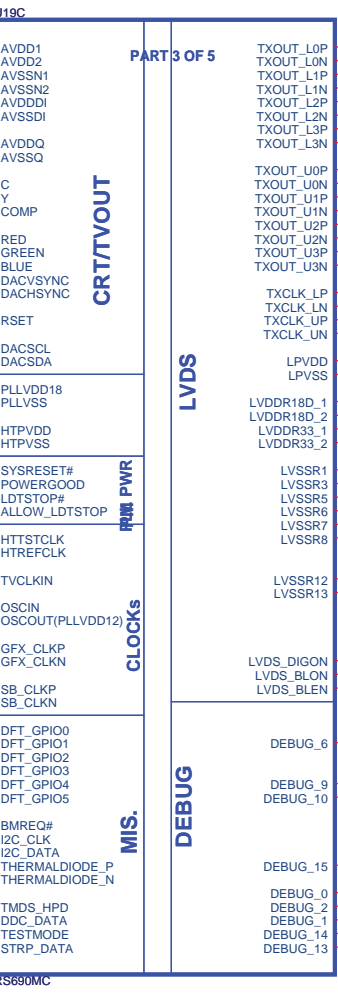 U19C
PART 3 OF 5
AVDD1
AVDD2
AVSSN1
AVSSN2
AVDDDI
AVSSDI
AVDDQ
AVSSQ
C
Y
COMP
RED
GREEN
BLUE
DACVSYNC
DACHSYNC
RSET
DACSCL
DACSDA
CRT/TVOUT
PLLVDD18
PLLVSS
HTPVDD
HTPVSS
SYSRESET#
POWERGOOD
LDTSTOP#
ALLOW_LDTSTOP
PWR
HTTSTCLK
HTREFCLK
TVCLKIN
OSCIN
OSCOUT(PLLVDD12)
GFX_CLKP
GFX_CLKN
SB_CLKP
SB_CLKN
CLOCKs
DFT_GPIO0
DFT_GPIO1
DFT_GPIO2
DFT_GPIO3
DFT_GPIO4
DFT_GPIO5
BMREQ#
I2C_CLK
I2C_DATA
THERMALDIODE_P
THERMALDIODE_N
TMDS_HPD
DDC_DATA
TESTMODE
STRP_DATA
MIS.
TXOUT_L0P
TXOUT_L0N
TXOUT_L1P
TXOUT_L1N
TXOUT_L2P
TXOUT_L2N
TXOUT_L3P
TXOUT_L3N
TXOUT_U0P
TXOUT_U0N
TXOUT_U1P
TXOUT_U1N
TXOUT_U2P
TXOUT_U2N
TXOUT_U3P
TXOUT_U3N
TXCLK_LP
TXCLK_LN
TXCLK_UP
TXCLK_UN
LPVDD
LPVSS
LVDDR18D_1
LVDDR18D_2
LVDDR33_1
LVDDR33_2
LVSSR1
LVSSR3
LVSSR5
LVSSR6
LVSSR7
LVSSR8
LVSSR12
LVSSR13
LVDS_DIGON
LVDS_BLON
LVDS_BLEN
LVDS
DEBUG_6
DEBUG_9
DEBUG_10
DEBUG_15
DEBUG_0
DEBUG_2
DEBUG_1
DEBUG_14
DEBUG_13
DEBUG
RS690MC